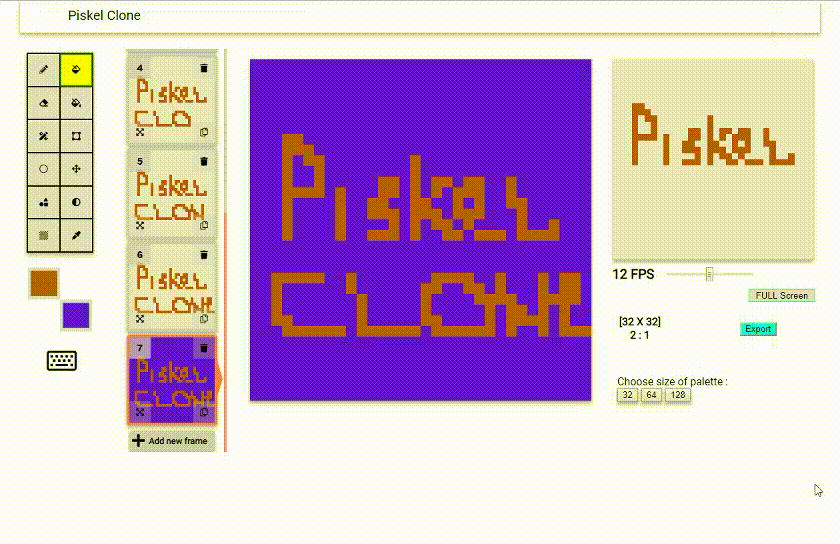 Piskel Clone
4
Piskel
CLO
5
Piskel
CLON
6
Piskel
CLONE
7
Piskel
CLONE
Add new frame
Piskel
CLONE
Piskel
12 FPS
FULL Screen
[32 X 32]
2 : 1
Export
Choose size of palette :
32 64 128